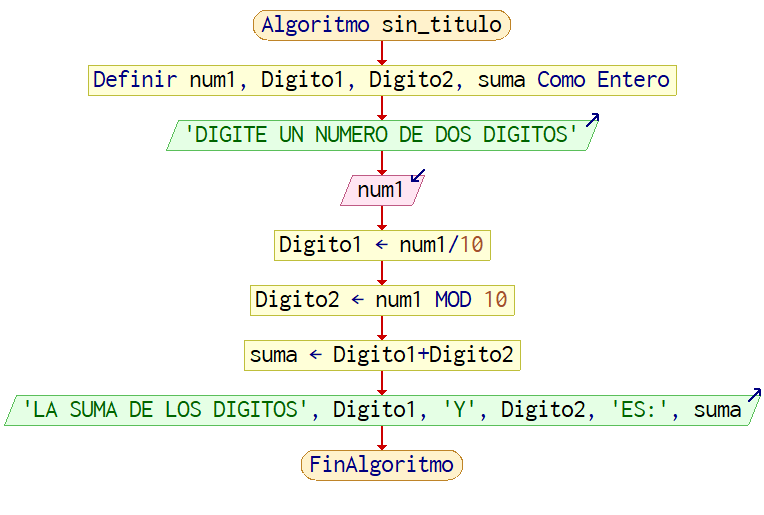 Algoritmo sin_titulo
Definir num1, Digito1, Digito2, suma Como Entero
'DIGITE UN NUMERO DE DOS DIGITOS'
num1
Digito1 ← num1/10
Digito2 ← num1 MOD 10
suma ← Digito1+Digito2
'LA SUMA DE LOS DIGITOS', Digito1, 'Y', Digito2, 'ES:', suma
FinAlgoritmo